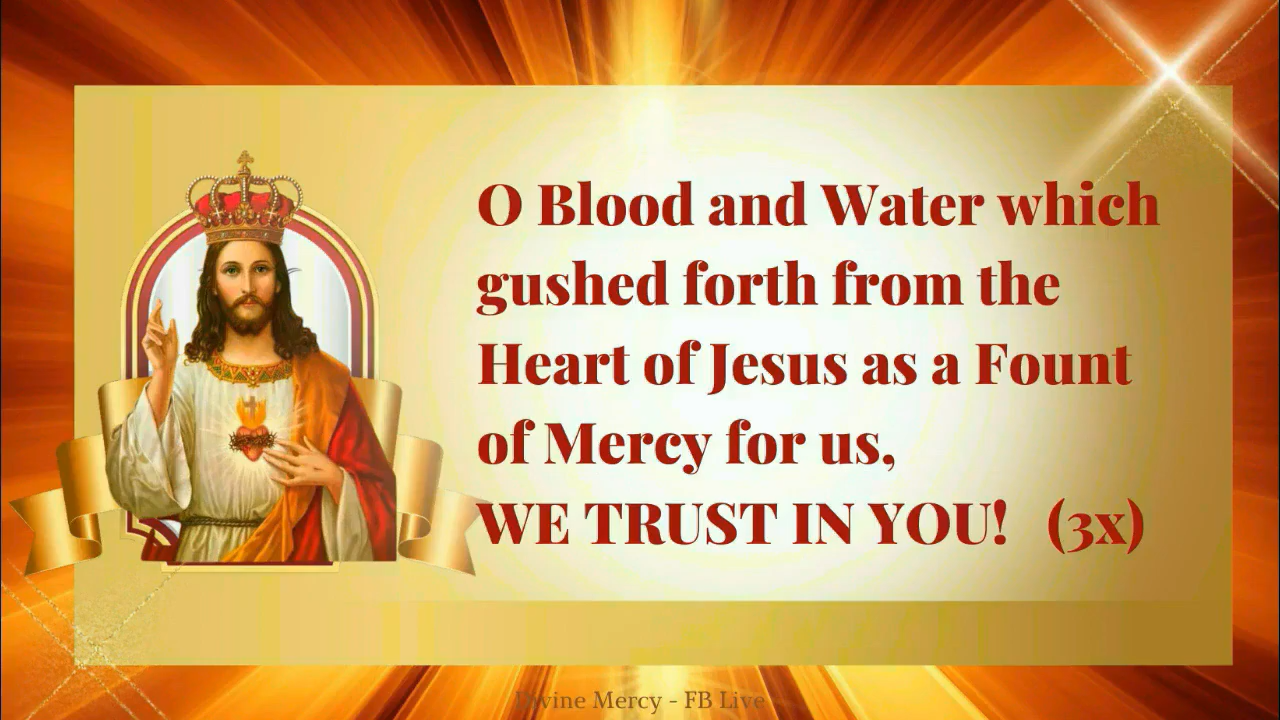 O Blood and Water which
gushed forth from the
Heart of Jesus as a Fount
of Mercy for us,
WE TRUST IN YOU! (3x)
Divine Mercy - FB Live